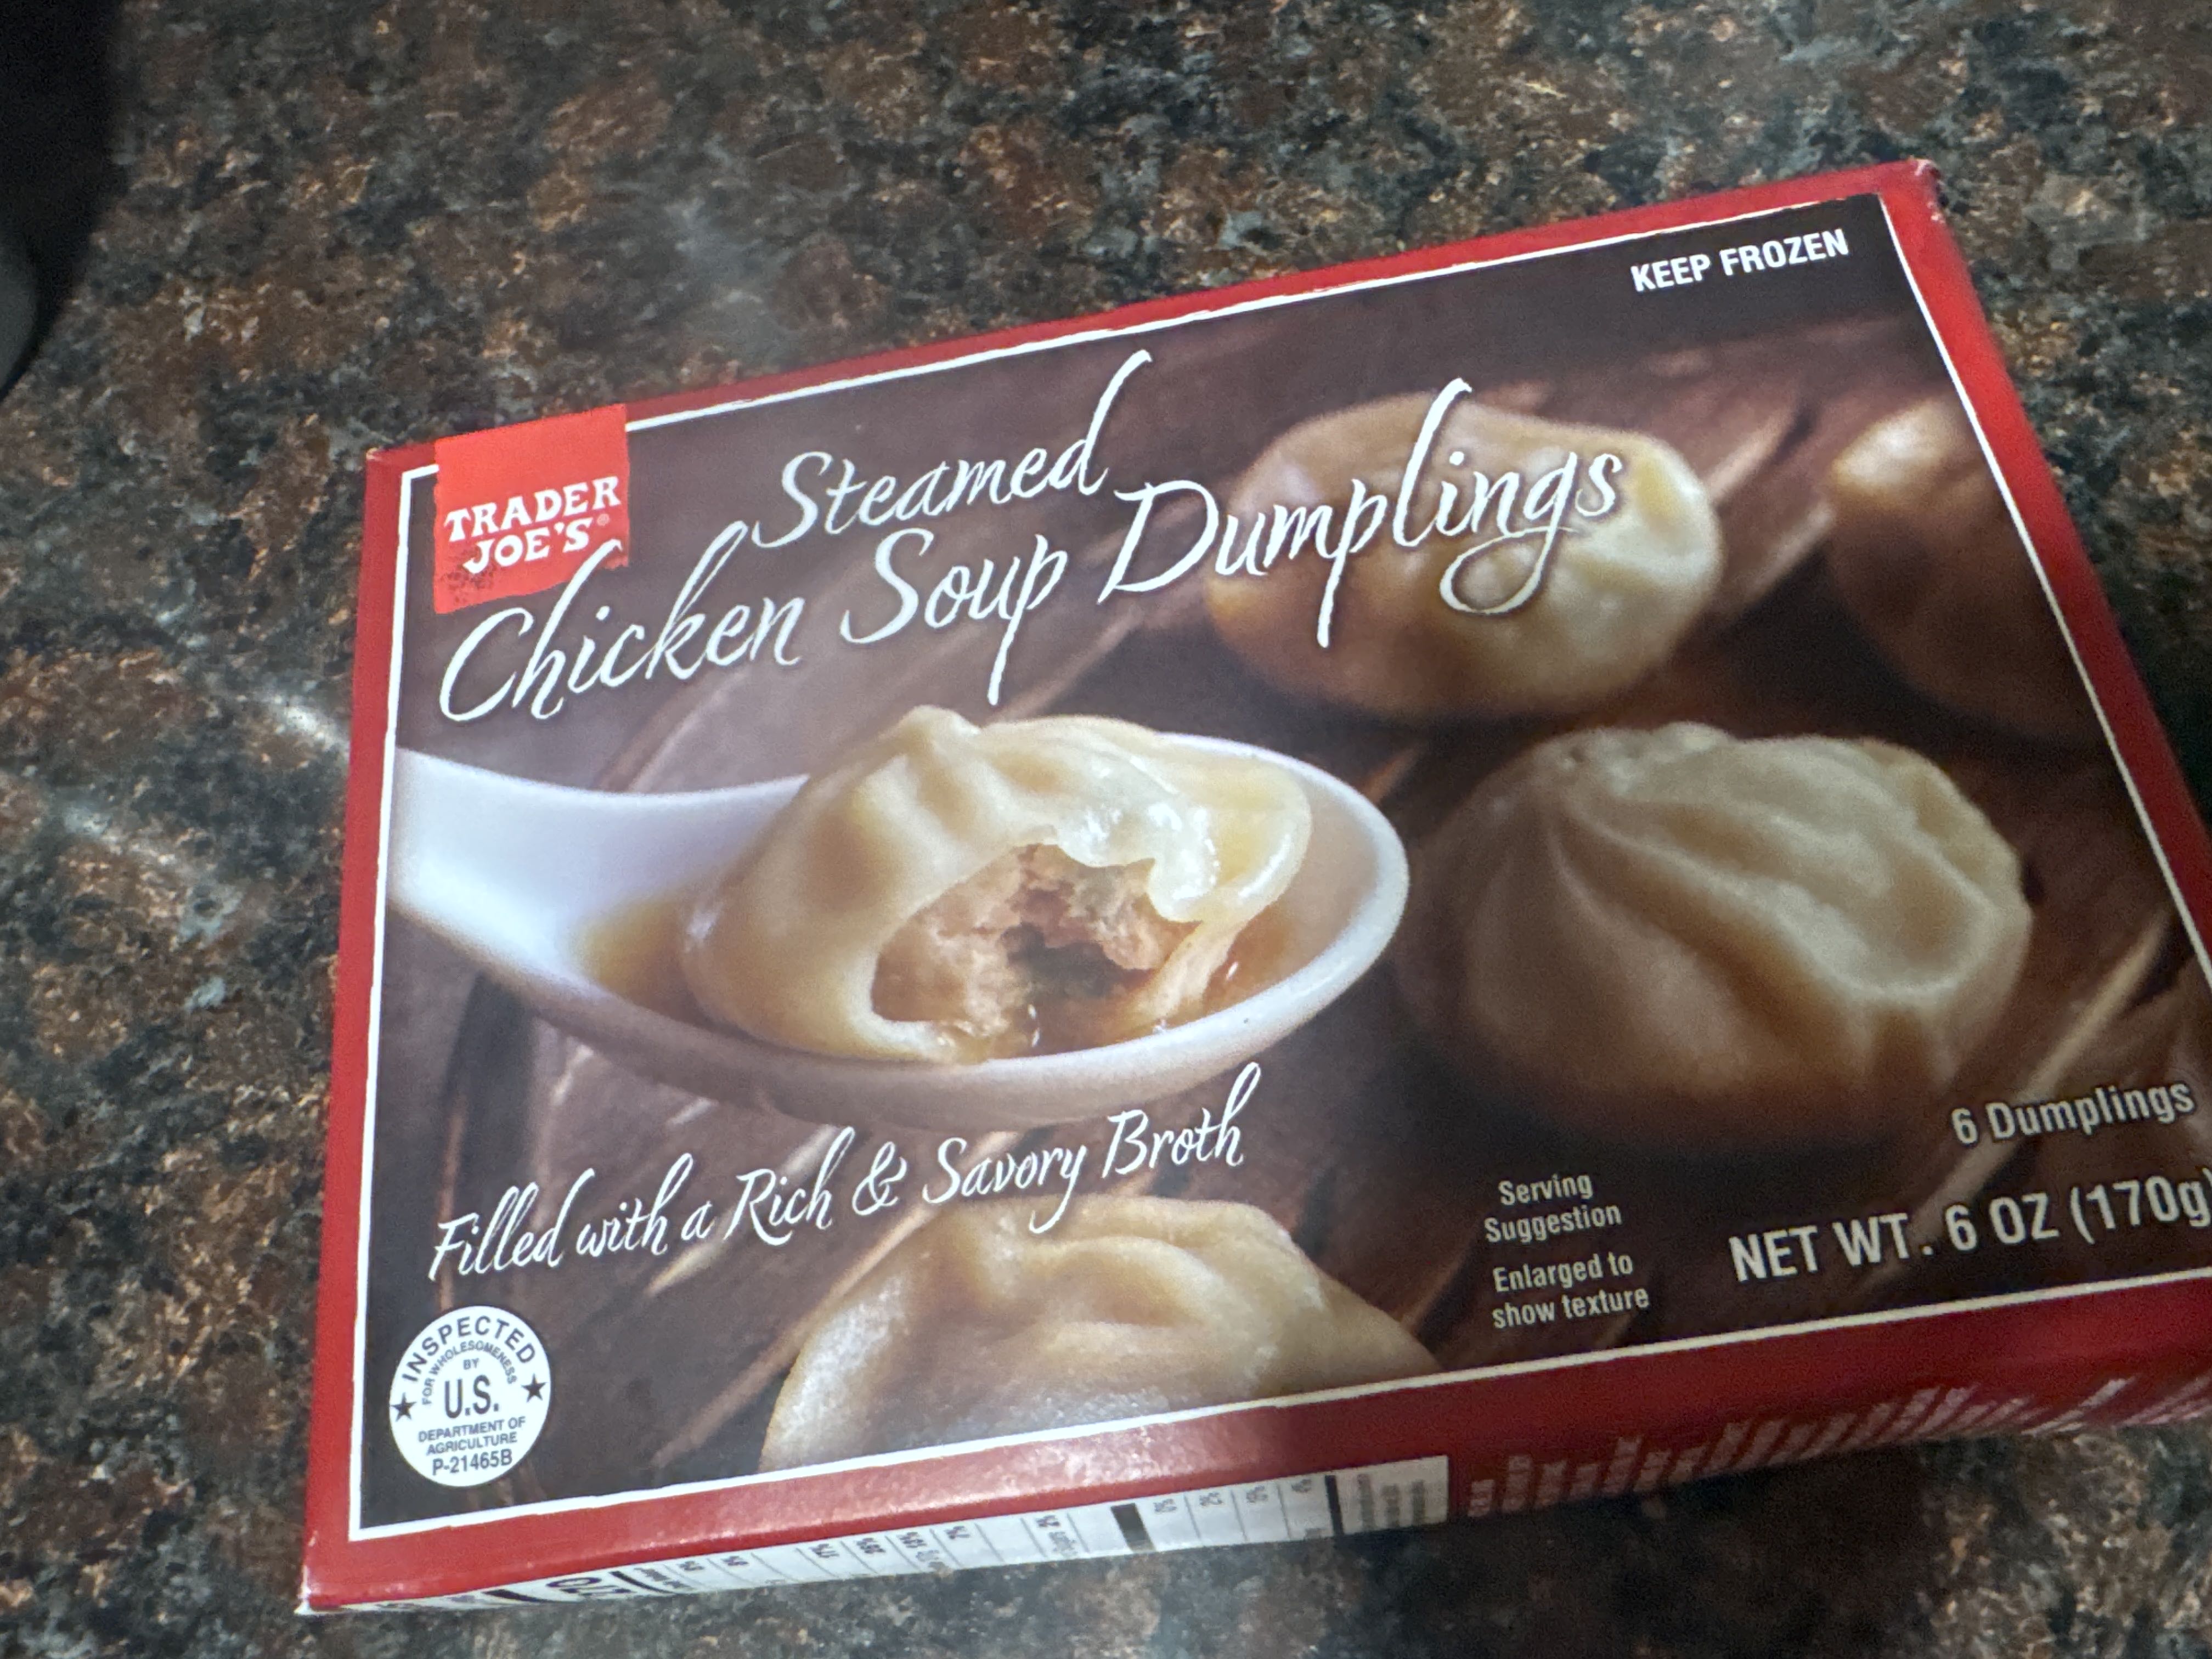 KEEP FROZEN
TRADER
JOE'S®
Steamed
Chicken Soup Dumplings
Filled with a Rich & Savory Broth
6 Dumplings
Serving
Suggestion
Enlarged to
show texture
NET WT. 6 OZ (170g)
INSPECTED
FOR WHOLESOMENESS
BY
U.S.
DEPARTMENT OF
AGRICULTURE
P-21465B